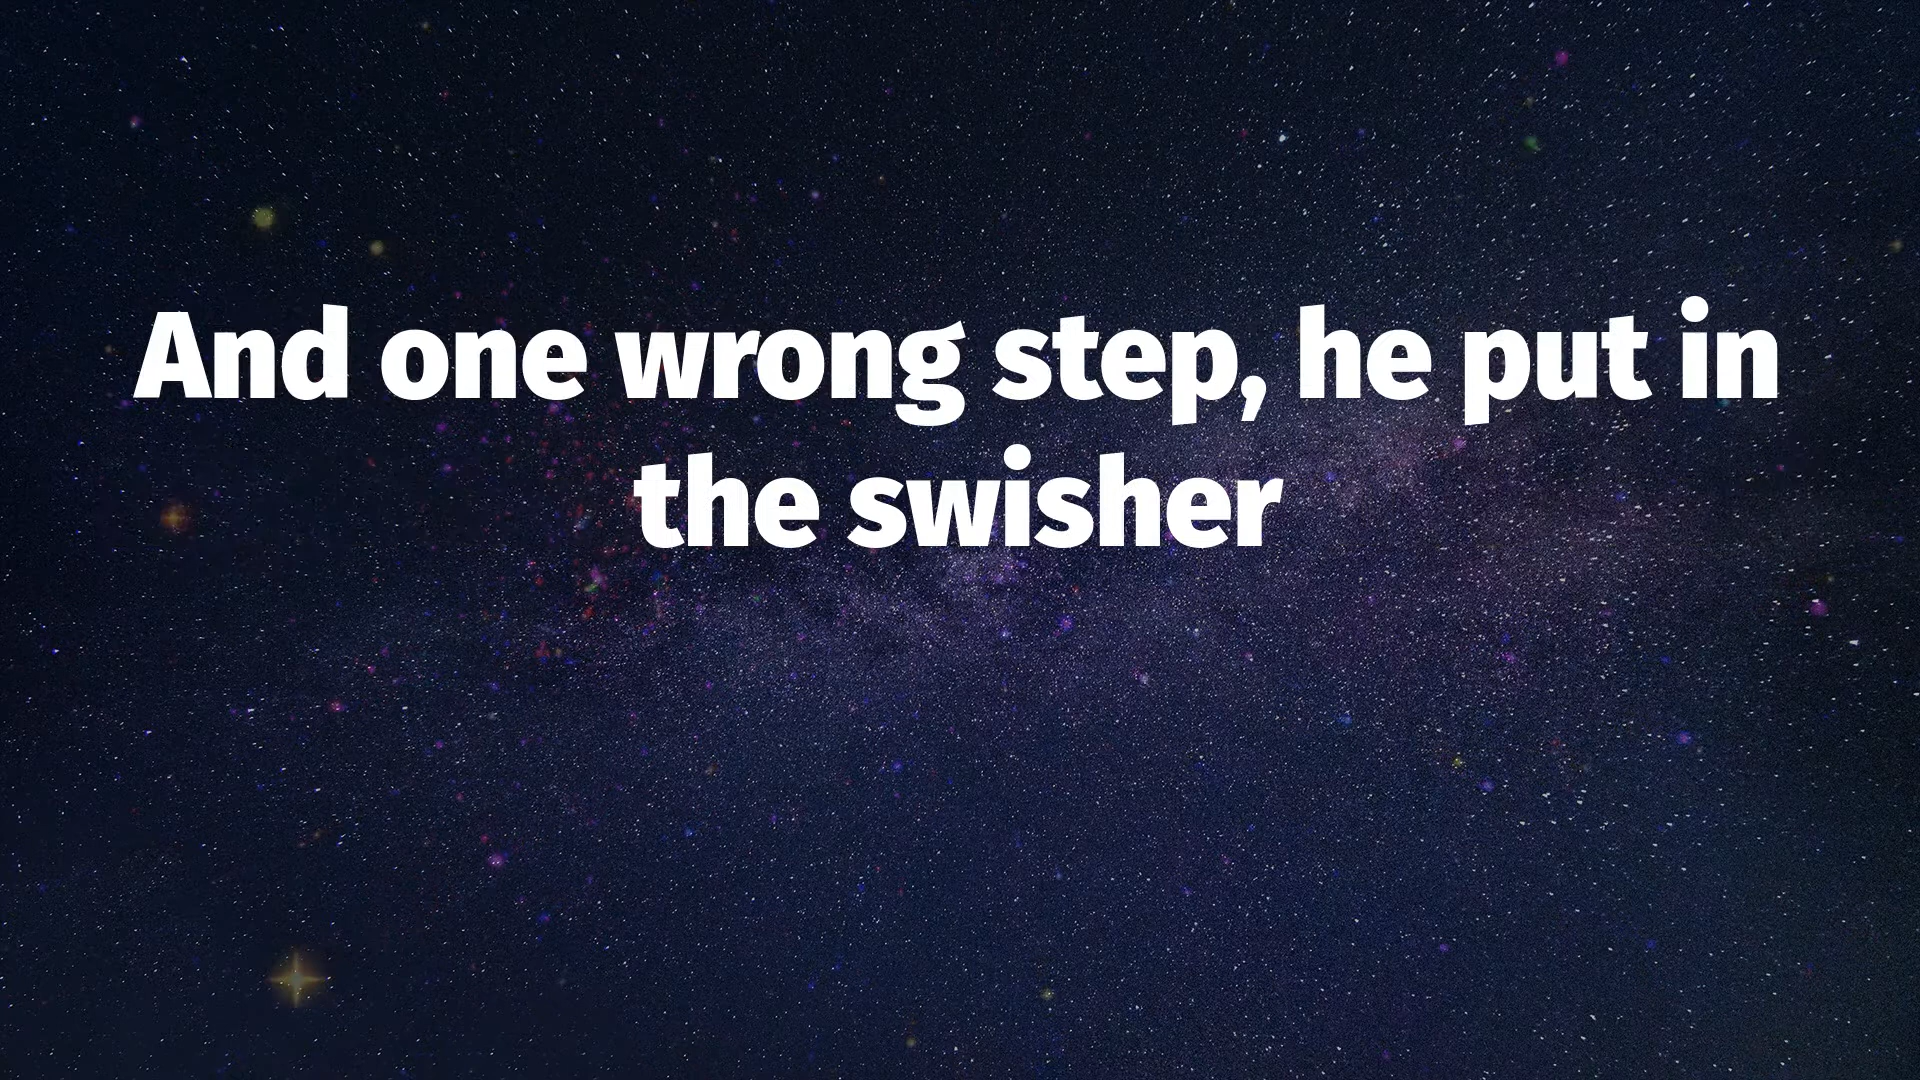 And one wrong step, he put in
the swisher